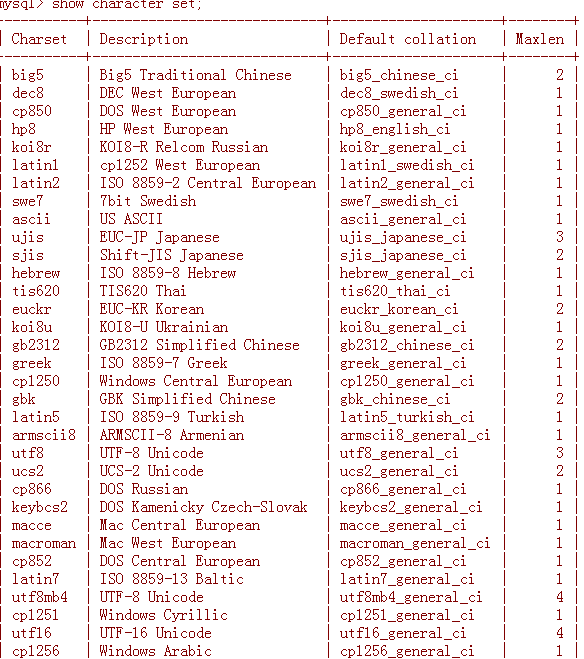 mysql> show character set;
| Charset | Description | Default collation | Maxlen |
| big5 | Big5 Traditional Chinese | big5_chinese_ci | 2 |
| dec8 | DEC West European | dec8_swedish_ci | 1 |
| cp850 | DOS West European | cp850_general_ci | 1 |
| hp8 | HP West European | hp8_english_ci | 1 |
| koi8r | KOI8-R Relcom Russian | koi8r_general_ci | 1 |
| latin1 | cp1252 West European | latin1_swedish_ci | 1 |
| latin2 | ISO 8859-2 Central European | latin2_general_ci | 1 |
| swe7 | 7bit Swedish | swe7_swedish_ci | 1 |
| ascii | US ASCII | ascii_general_ci | 1 |
| ujis | EUC-JP Japanese | ujis_japanese_ci | 3 |
| sjis | Shift-JIS Japanese | sjis_japanese_ci | 2 |
| hebrew | ISO 8859-8 Hebrew | hebrew_general_ci | 1 |
| tis620 | TIS620 Thai | tis620_thai_ci | 1 |
| euckr | EUC-KR Korean | euckr_korean_ci | 2 |
| koi8u | KOI8-U Ukrainian | koi8u_general_ci | 1 |
| gb2312 | GB2312 Simplified Chinese | gb2312_chinese_ci | 2 |
| greek | ISO 8859-7 Greek | greek_general_ci | 1 |
| cp1250 | Windows Central European | cp1250_general_ci | 1 |
| gbk | GBK Simplified Chinese | gbk_chinese_ci | 2 |
| latin5 | ISO 8859-9 Turkish | latin5_turkish_ci | 1 |
| armscii8 | ARMSCII-8 Armenian | armscii8_general_ci | 1 |
| utf8 | UTF-8 Unicode | utf8_general_ci | 3 |
| ucs2 | UCS-2 Unicode | ucs2_general_ci | 2 |
| cp866 | DOS Russian | cp866_general_ci | 1 |
| keybcs2 | DOS Kamenicky Czech-Slovak | keybcs2_general_ci | 1 |
| macce | Mac Central European | macce_general_ci | 1 |
| macroman | Mac West European | macroman_general_ci | 1 |
| cp852 | DOS Central European | cp852_general_ci | 1 |
| latin7 | ISO 8859-13 Baltic | latin7_general_ci | 1 |
| utf8mb4 | UTF-8 Unicode | utf8mb4_general_ci | 4 |
| cp1251 | Windows Cyrillic | cp1251_general_ci | 1 |
| utf16 | UTF-16 Unicode | utf16_general_ci | 4 |
| cp1256 | Windows Arabic | cp1256_general_ci | 1 |